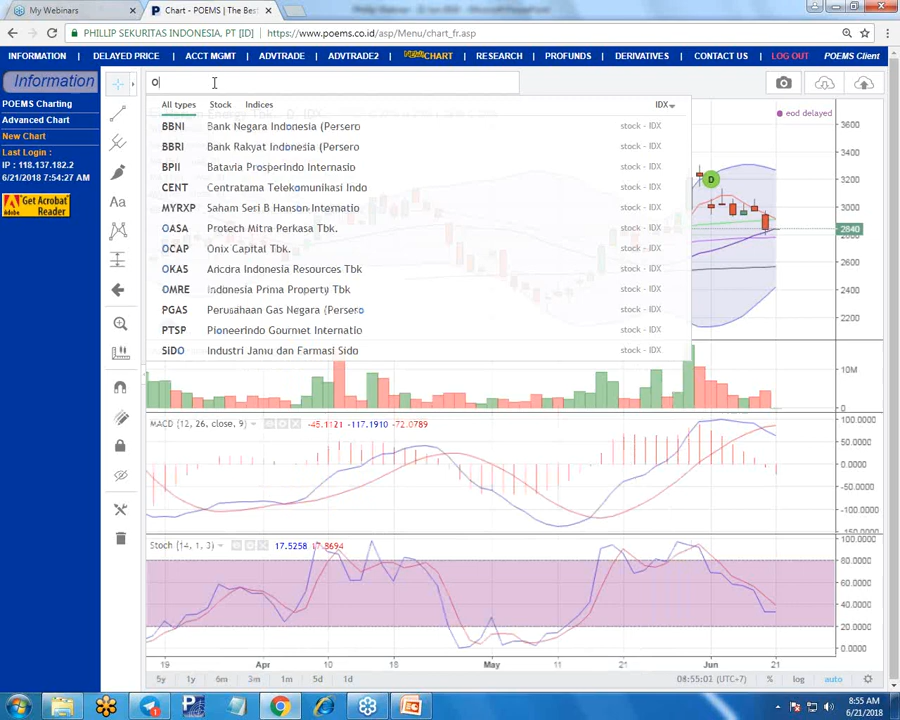 My Webinars
Chart - POEMS | The Bes
PHILLIP SEKURITAS INDONESIA, PT [ID]
https://www.poems.co.id/asp/Menu/chart_fr.asp
INFORMATION DELAYED PRICE ACCT MGMT ADVTRADE ADVTRADE2 NEW CHART RESEARCH PROFUNDS DERIVATIVES CONTACT US LOG OUT POEMS Client
Information
POEMS Charting
Advanced Chart
New Chart
Last Login :
IP : 118.137.182.2
6/21/2018 7:54:27 AM
Get Acrobat
Reader
Aa
O
All types Stock Indices IDX
BBNI Bank Negara Indonesia (Persero stock - IDX
BBRI Bank Rakyat Indonesia (Persero stock - IDX
BPII Batavia Prosperindo Internasio stock - IDX
CENT Centratama Telekomunikasi Indo stock - IDX
MYRXP Saham Seri B Hanson Internatio stock - IDX
OASA Protech Mitra Perkasa Tbk. stock - IDX
OCAP Onix Capital Tbk. stock - IDX
OKAS Ancora Indonesia Resources Tbk stock - IDX
OMRE Indonesia Prima Property Tbk stock - IDX
PGAS Perusahaan Gas Negara (Persero stock - IDX
PTSP Pioneerindo Gourmet Internatio stock - IDX
SIDO Industri Jamu dan Farmasi Sido stock - IDX
eod delayed
D
3600
3400
3200
3000
2840
2600
2400
2200
10M
0
MACD (12, 26, close, 9) -45.1121 -117.1910 -72.0789
100.0000
50.0000
0.0000
-50.0000
-100.0000
-150.0000
Stoch (14, 1, 3) 17.5258 17.8694
100.0000
80.0000
60.0000
40.0000
20.0000
0.0000
19 Apr 10 18 May 11 21 Jun 21
5y 1y 6m 3m 1m 5d 1d
08:55:01 (UTC+7) % log auto
8:55 AM
6/21/2018